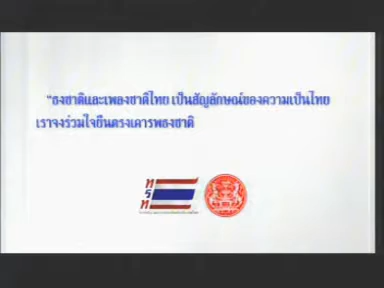 “ธงชาติและเพลงชาติไทย เป็นสัญลักษณ์ของความเป็นไทย
เราจงร่วมใจยืนตรงเคารพธงชาติ
ท
ร
ท